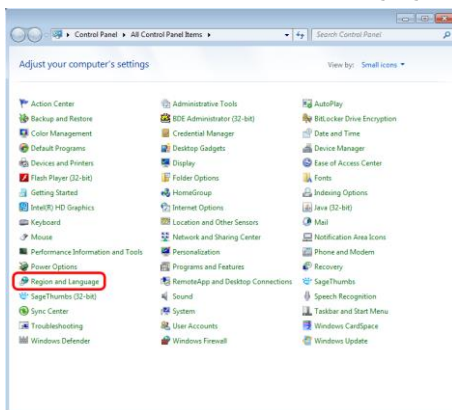 Control Panel ▸ All Control Panel Items ▸
Search Control Panel
Adjust your computer's settings
View by: Small icons
Action Center
Administrative Tools
AutoPlay
Backup and Restore
BDE Administrator (32-bit)
BitLocker Drive Encryption
Color Management
Credential Manager
Date and Time
Default Programs
Desktop Gadgets
Device Manager
Devices and Printers
Display
Ease of Access Center
Flash Player (32-bit)
Folder Options
Fonts
Getting Started
HomeGroup
Indexing Options
Intel(R) HD Graphics
Internet Options
Java (32-bit)
Keyboard
Location and Other Sensors
Mail
Mouse
Network and Sharing Center
Notification Area Icons
Performance Information and Tools
Personalization
Phone and Modem
Power Options
Programs and Features
Recovery
Region and Language
RemoteApp and Desktop Connections
SageThumbs
SageThumbs (32-bit)
Sound
Speech Recognition
Sync Center
System
Taskbar and Start Menu
Troubleshooting
User Accounts
Windows CardSpace
Windows Defender
Windows Firewall
Windows Update